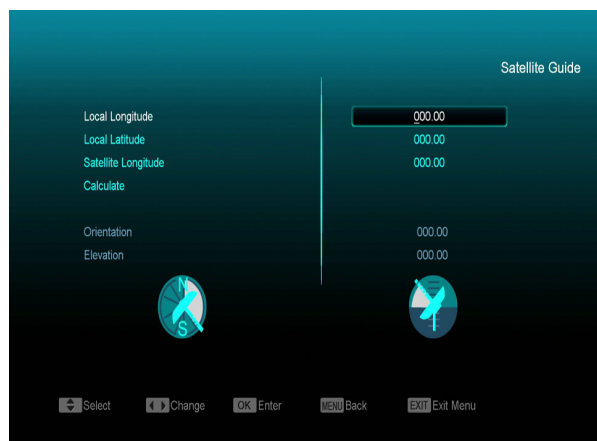 Satellite Guide
Local Longitude 000.00
Local Latitude 000.00
Satellite Longitude 000.00
Calculate
Orientation 000.00
Elevation 000.00
N
S
Select Change OK Enter MENU Back EXIT Exit Menu